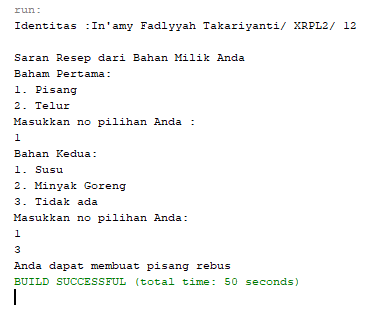 run:
Identitas :In'amy Fadlyyah Takariyanti/ XRPL2/ 12
Saran Resep dari Bahan Milik Anda
Baham Pertama:
1. Pisang
2. Telur
Masukkan no pilihan Anda :
1
Bahan Kedua:
1. Susu
2. Minyak Goreng
3. Tidak ada
Masukkan no pilihan Anda:
1
3
Anda dapat membuat pisang rebus
BUILD SUCCESSFUL (total time: 50 seconds)